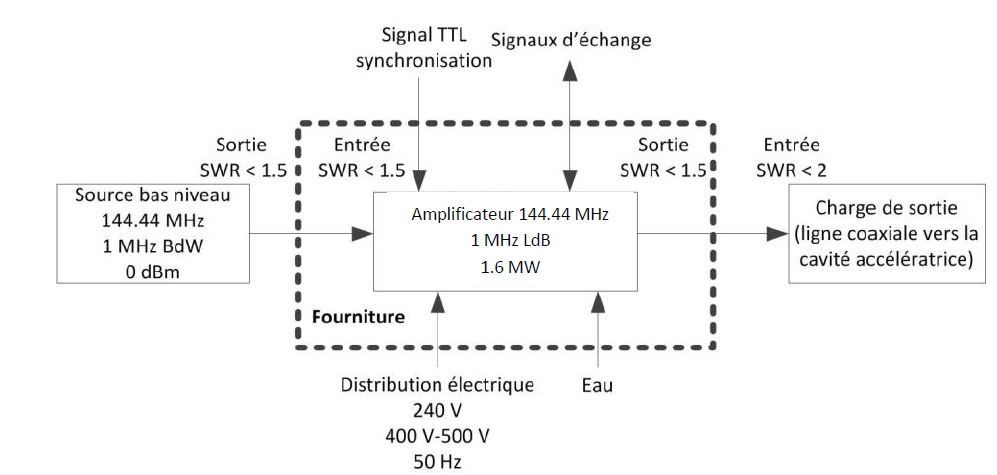 Signal TTL
synchronisation
Signaux d'échange
Sortie
SWR < 1.5
Entrée
SWR < 1.5
Sortie
SWR < 1.5
Entrée
SWR < 2
Source bas niveau
144.44 MHz
1 MHz BdW
0 dBm
Amplificateur 144.44 MHz
1 MHz LdB
1.6 MW
Charge de sortie
(ligne coaxiale vers la
cavité accélératrice)
Fourniture
Distribution électrique
240 V
400 V-500 V
50 Hz
Eau